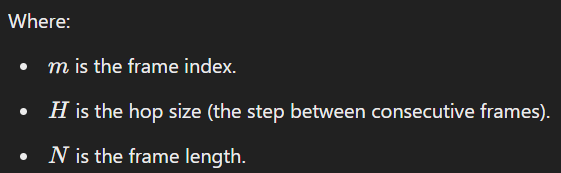 Where:
• m is the frame index.
• H is the hop size (the step between consecutive frames).
• N is the frame length.